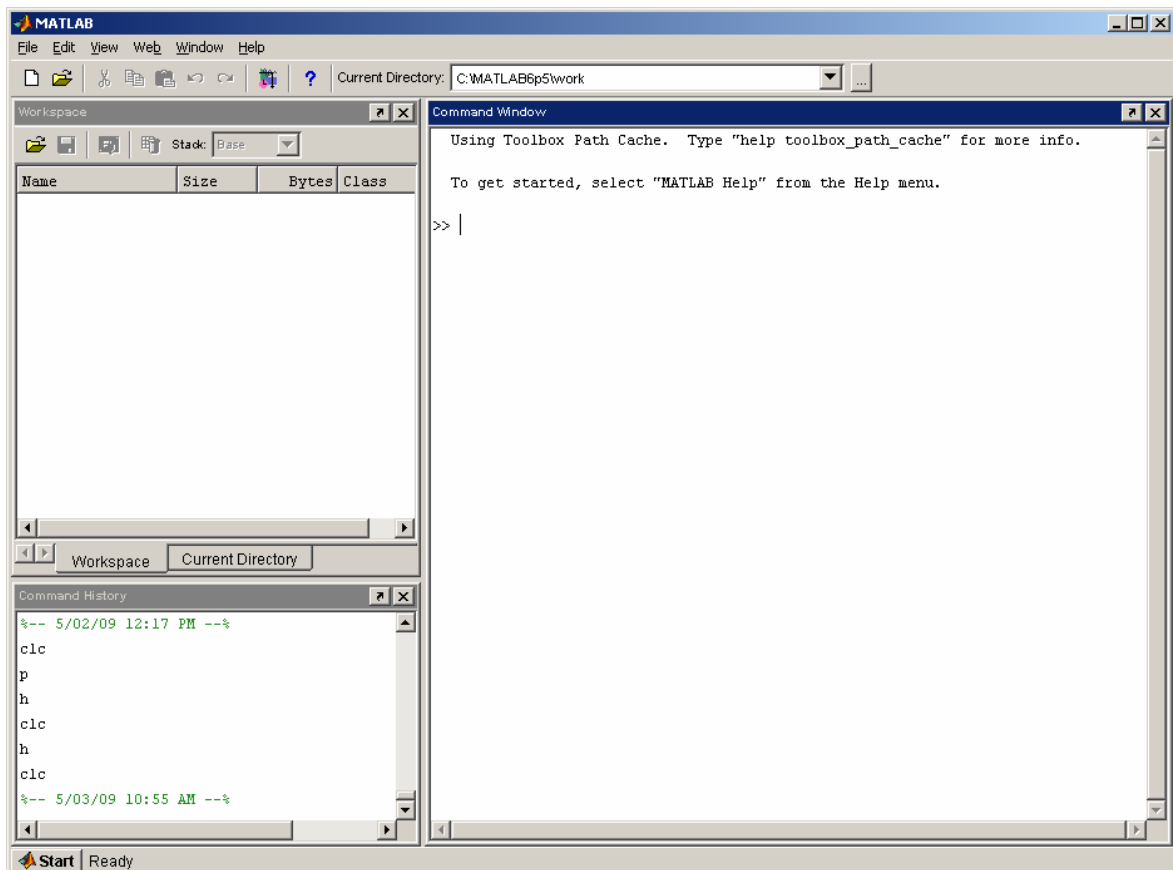 MATLAB
File Edit View Web Window Help
? Current Directory: C:\MATLAB6p5\work ...
Workspace
Stack: Base
Name Size Bytes Class
Workspace Current Directory
Command History
%-- 5/02/09 12:17 PM --%
clc
p
h
clc
h
clc
%-- 5/03/09 10:55 AM --%
Command Window
Using Toolbox Path Cache. Type "help toolbox_path_cache" for more info.
To get started, select "MATLAB Help" from the Help menu.
>>
Start Ready